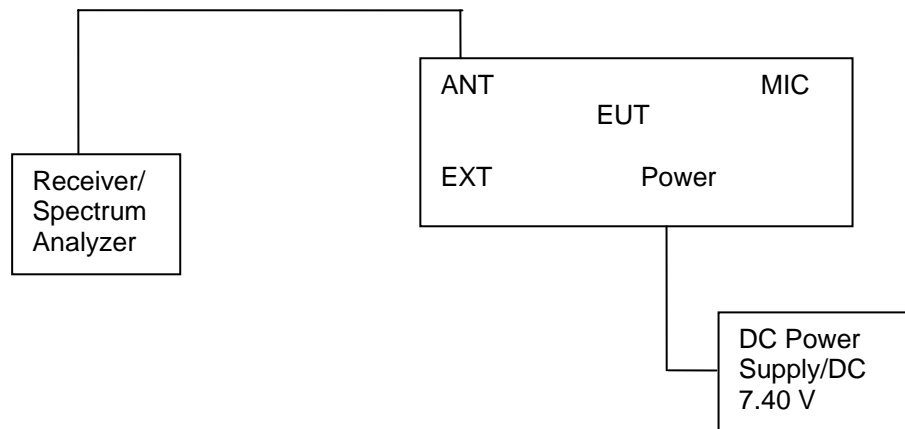 ANT MIC
EUT
EXT Power
Receiver/
Spectrum
Analyzer
DC Power
Supply/DC
7.40 V